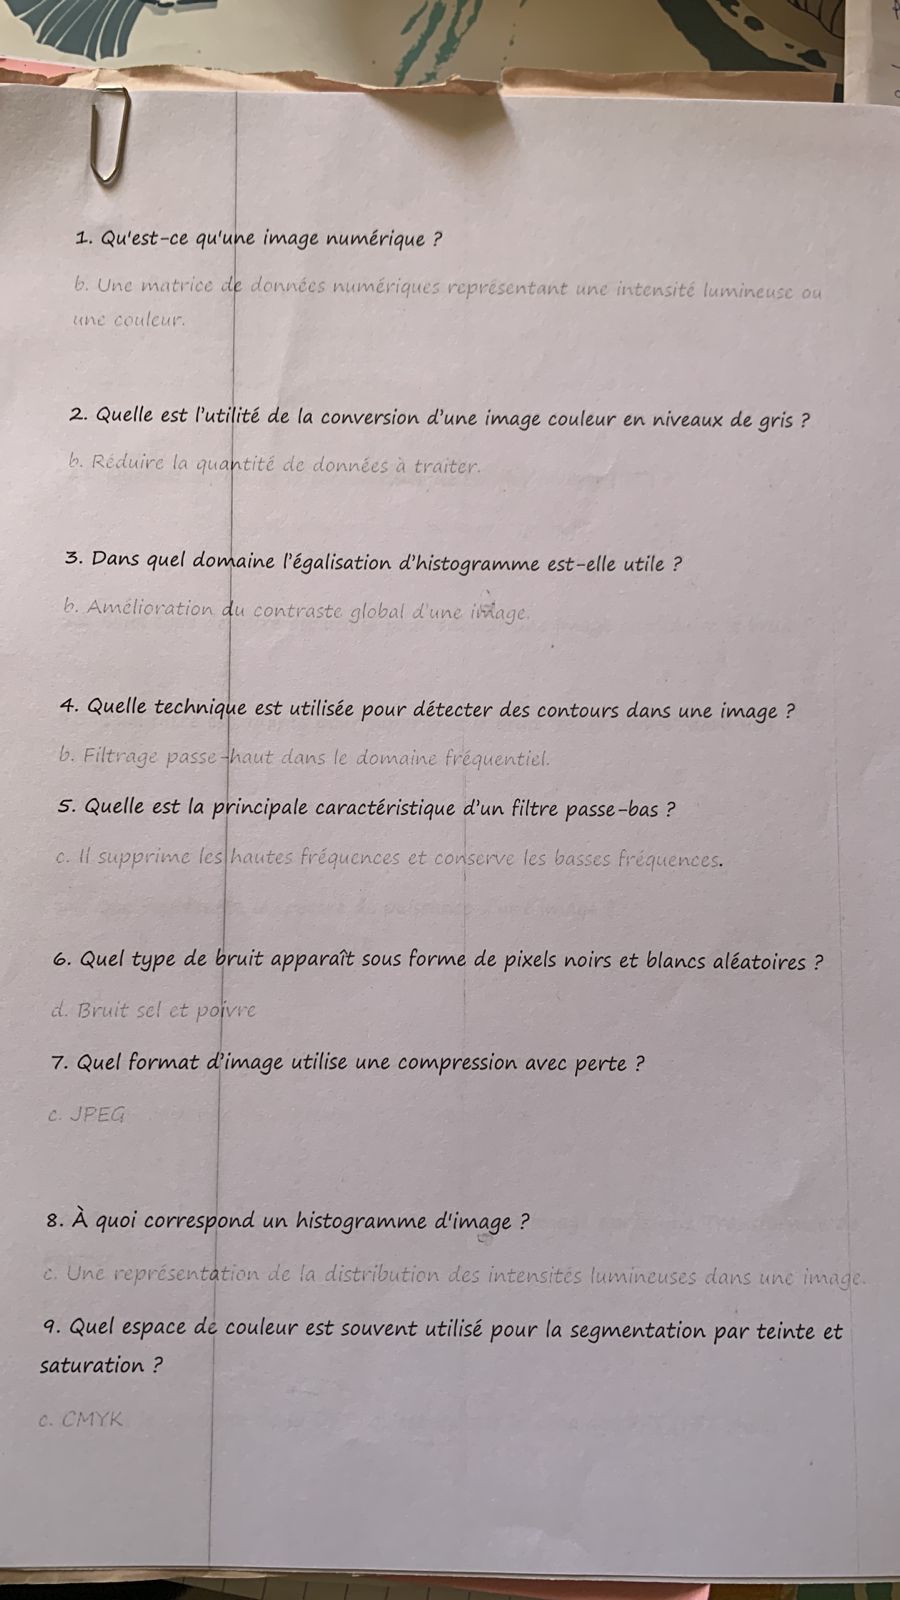 1. Qu'est-ce qu'une image numérique ?
b. Une matrice de données numériques représentant une intensité lumineuse ou
une couleur.
2. Quelle est l'utilité de la conversion d'une image couleur en niveaux de gris ?
b. Réduire la quantité de données à traiter.
3. Dans quel domaine l'égalisation d'histogramme est-elle utile ?
b. Amélioration du contraste global d'une image.
4. Quelle technique est utilisée pour détecter des contours dans une image ?
b. Filtrage passe-haut dans le domaine fréquentiel.
5. Quelle est la principale caractéristique d'un filtre passe-bas ?
c. Il supprime les hautes fréquences et conserve les basses fréquences.
6. Quel type de bruit apparaît sous forme de pixels noirs et blancs aléatoires ?
d. Bruit sel et poivre
7. Quel format d'image utilise une compression avec perte ?
c. JPEG
8. À quoi correspond un histogramme d'image ?
c. Une représentation de la distribution des intensités lumineuses dans une image.
9. Quel espace de couleur est souvent utilisé pour la segmentation par teinte et
saturation ?
c. CMYK